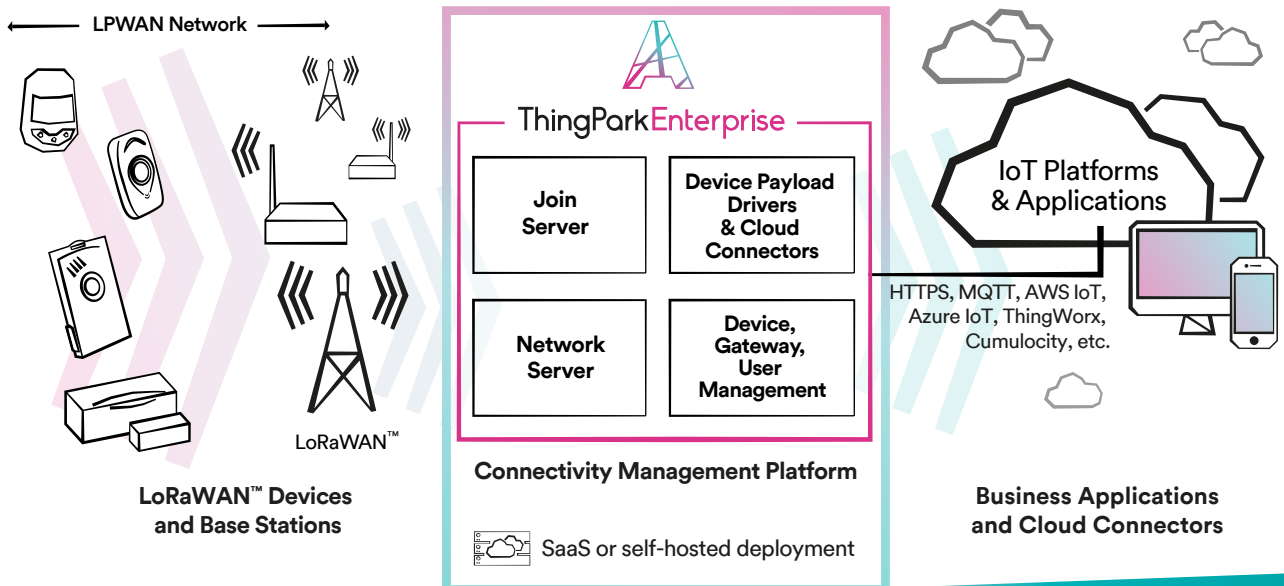 LPWAN Network
LoRaWAN™
LoRaWAN™ Devices
and Base Stations
ThingParkEnterprise
Join
Server
Device Payload
Drivers
& Cloud
Connectors
Network
Server
Device,
Gateway,
User
Management
Connectivity Management Platform
SaaS or self-hosted deployment
IoT Platforms
& Applications
HTTPS, MQTT, AWS IoT,
Azure IoT, ThingWorx,
Cumulocity, etc.
Business Applications
and Cloud Connectors